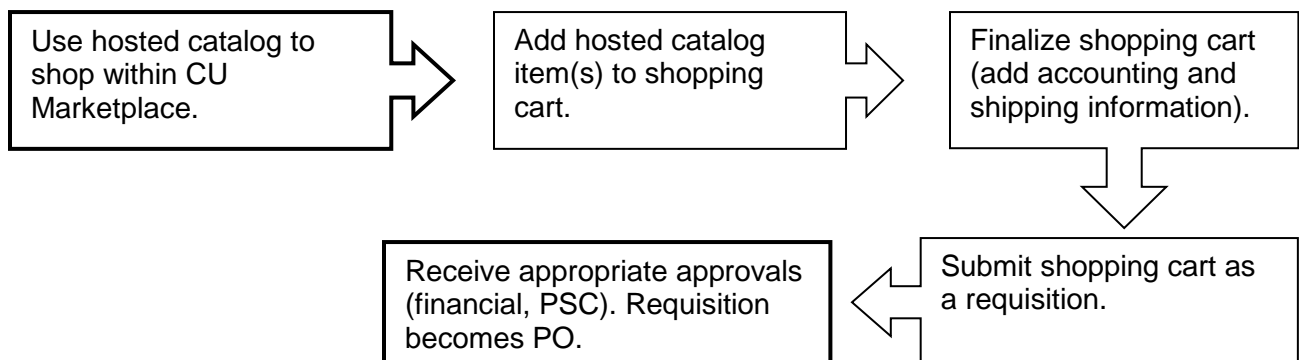 Use hosted catalog to
shop within CU
Marketplace.
Add hosted catalog
item(s) to shopping
cart.
Finalize shopping cart
(add accounting and
shipping information).
Submit shopping cart as
a requisition.
Receive appropriate approvals
(financial, PSC). Requisition
becomes PO.